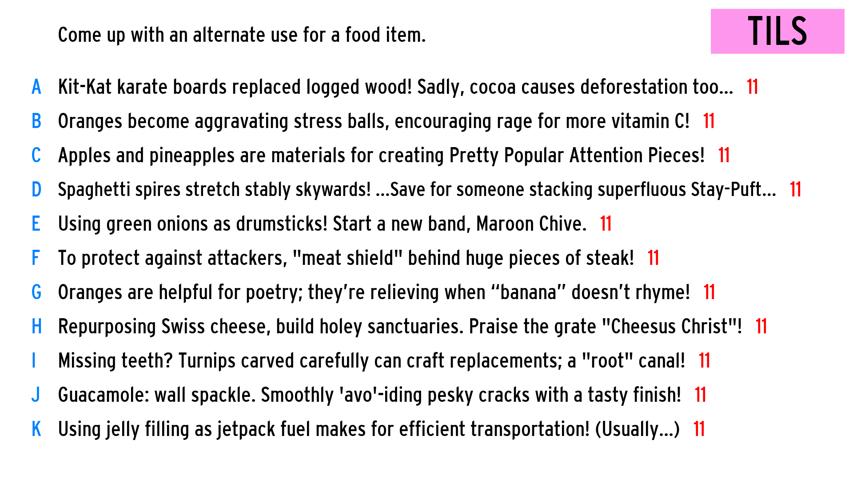 Come up with an alternate use for a food item.
TILS
A Kit-Kat karate boards replaced logged wood! Sadly, cocoa causes deforestation too... 11
B Oranges become aggravating stress balls, encouraging rage for more vitamin C! 11
C Apples and pineapples are materials for creating Pretty Popular Attention Pieces! 11
D Spaghetti spires stretch stably skywards! ...Save for someone stacking superfluous Stay-Puft... 11
E Using green onions as drumsticks! Start a new band, Maroon Chive. 11
F To protect against attackers, "meat shield" behind huge pieces of steak! 11
G Oranges are helpful for poetry; they’re relieving when “banana” doesn’t rhyme! 11
H Repurposing Swiss cheese, build holey sanctuaries. Praise the grate "Cheesus Christ"! 11
I Missing teeth? Turnips carved carefully can craft replacements; a "root" canal! 11
J Guacamole: wall spackle. Smoothly 'avo'-iding pesky cracks with a tasty finish! 11
K Using jelly filling as jetpack fuel makes for efficient transportation! (Usually...) 11